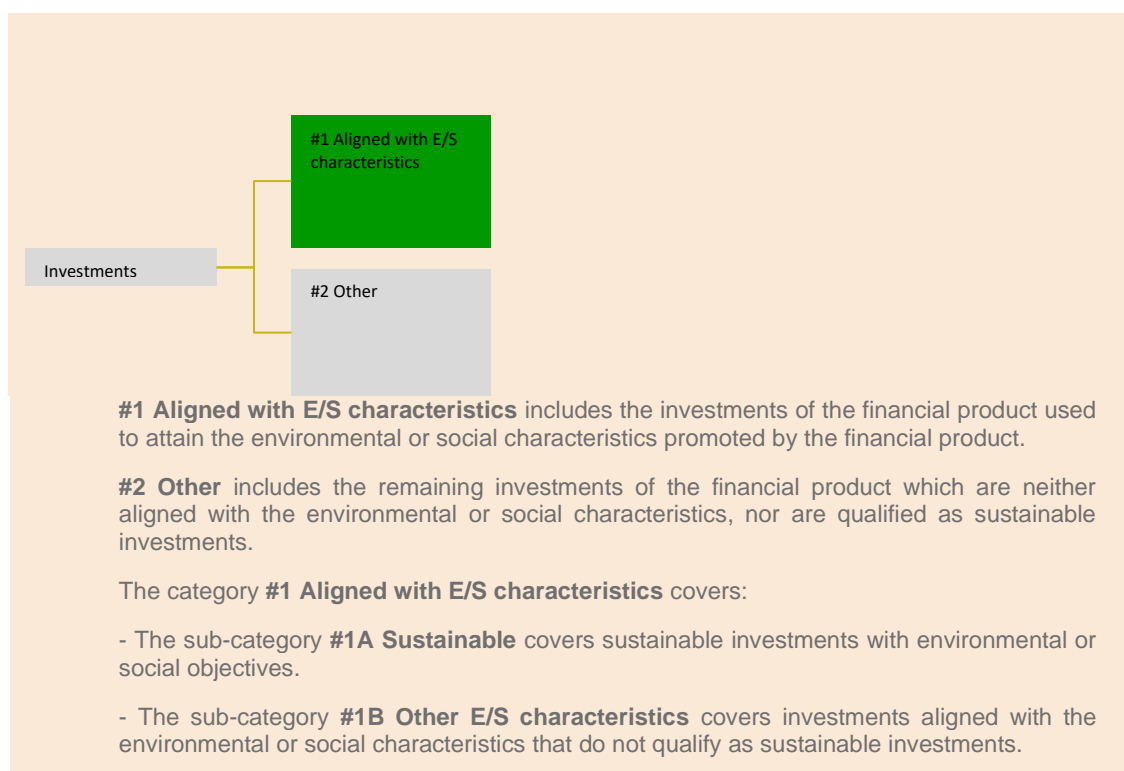 #1 Aligned with E/S
characteristics
Investments
#2 Other
#1 Aligned with E/S characteristics includes the investments of the financial product used
to attain the environmental or social characteristics promoted by the financial product.
#2 Other includes the remaining investments of the financial product which are neither
aligned with the environmental or social characteristics, nor are qualified as sustainable
investments.
The category #1 Aligned with E/S characteristics covers:
- The sub-category #1A Sustainable covers sustainable investments with environmental or
social objectives.
- The sub-category #1B Other E/S characteristics covers investments aligned with the
environmental or social characteristics that do not qualify as sustainable investments.